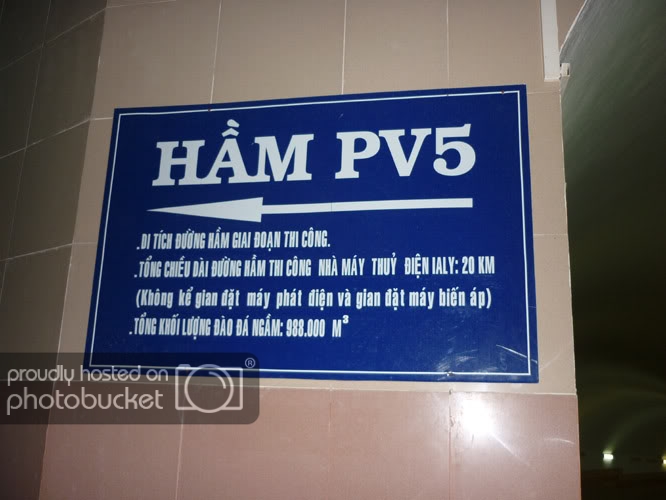 HẦM PV5
.DI TÍCH ĐƯỜNG HẦM GIAI ĐOẠN THI CÔNG.
.TỔNG CHIỀU DÀI ĐƯỜNG HẦM THI CÔNG NHÀ MÁY THUỶ ĐIỆN IALY: 20 KM
(Không kể gian đặt máy phát điện và gian đặt máy biến áp)
.TỔNG KHỐI LƯỢNG ĐÀO ĐÁ NGẦM: 988.000 M³
proudly hosted on
photobucket ®